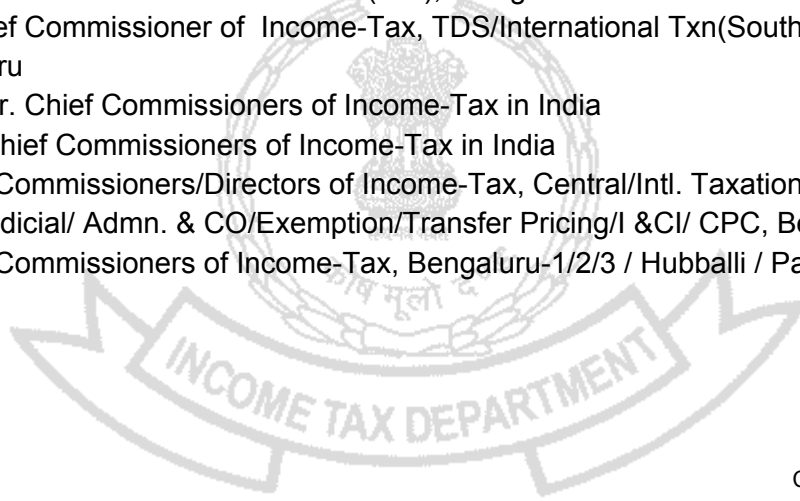 ef Commissioner of Income-Tax, TDS/International Txn(South
ru
r. Chief Commissioners of Income-Tax in India
hief Commissioners of Income-Tax in India
Commissioners/Directors of Income-Tax, Central/Intl. Taxation
dicial/ Admn. & CO/Exemption/Transfer Pricing/I &CI/ CPC, Be
Commissioners of Income-Tax, Bengaluru-1/2/3 / Hubballi / Pa
कोष मूलो दण्डः
INCOME TAX DEPARTMENT